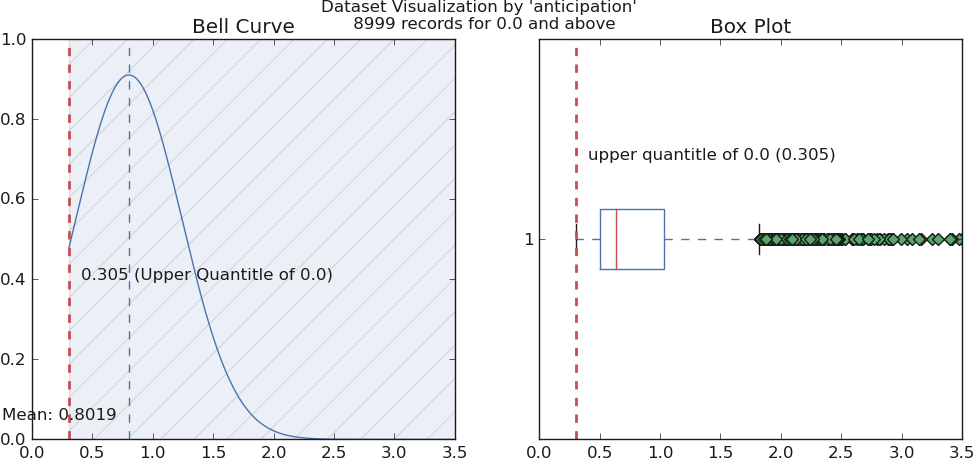 Dataset Visualization by 'anticipation'
8999 records for 0.0 and above
Bell Curve
1.0
0.8
0.6
0.4
0.2
0.0
0.305 (Upper Quantitle of 0.0)
Mean: 0.8019
0.0 0.5 1.0 1.5 2.0 2.5 3.0 3.5
Box Plot
upper quantitle of 0.0 (0.305)
1
0.0 0.5 1.0 1.5 2.0 2.5 3.0 3.5